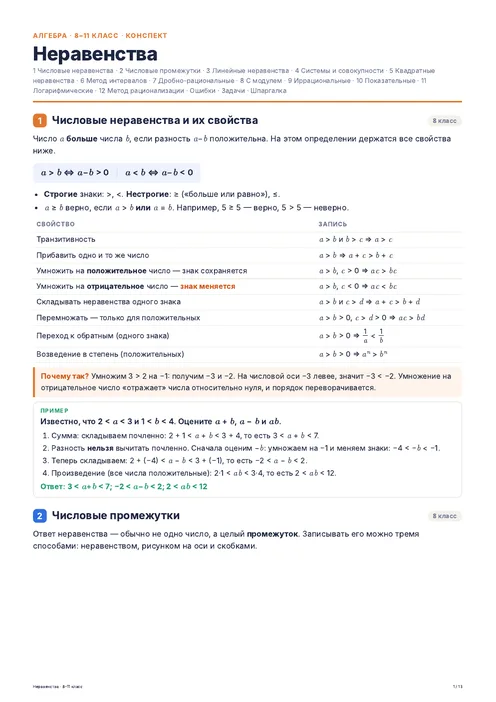 АЛГЕБРА · 8–11 КЛАСС · КОНСПЕКТ
Неравенства
1 Числовые неравенства · 2 Числовые промежутки · 3 Линейные неравенства · 4 Системы и совокупности · 5 Квадратные
неравенства · 6 Метод интервалов · 7 Дробно-рациональные · 8 С модулем · 9 Иррациональные · 10 Показательные · 11
Логарифмические · 12 Метод рационализации · Ошибки · Задачи · Шпаргалка
1 Числовые неравенства и их свойства 8 класс
Число a больше числа b, если разность a−b положительна. На этом определении держатся все свойства
ниже.
a > b ⇔ a−b > 0 a < b ⇔ a−b < 0
• Строгие знаки: >, <. Нестрогие: ≥ («больше или равно»), ≤.
• a ≥ b верно, если a > b или a = b. Например, 5 ≥ 5 — верно, 5 > 5 — неверно.
СВОЙСТВО ЗАПИСЬ
Транзитивность a > b и b > c ⇒ a > c
Прибавить одно и то же число a > b ⇒ a + c > b + c
Умножить на положительное число — знак сохраняется a > b, c > 0 ⇒ ac > bc
Умножить на отрицательное число — знак меняется a > b, c < 0 ⇒ ac < bc
Складывать неравенства одного знака a > b и c > d ⇒ a + c > b + d
Перемножать — только для положительных a > b > 0, c > d > 0 ⇒ ac > bd
Переход к обратным (одного знака) a > b > 0 ⇒ 1/a < 1/b
Возведение в степень (положительных) a > b > 0 ⇒ aⁿ > bⁿ
Почему так? Умножим 3 > 2 на −1: получим −3 и −2. На числовой оси −3 левее, значит −3 < −2. Умножение на
отрицательное число «отражает» числа относительно нуля, и порядок переворачивается.
ПРИМЕР
Известно, что 2 < a < 3 и 1 < b < 4. Оцените a + b, a − b и ab.
1. Сумма: складываем почленно: 2 + 1 < a + b < 3 + 4, то есть 3 < a + b < 7.
2. Разность нельзя вычитать почленно. Сначала оценим −b: умножаем на −1 и меняем знаки: −4 < −b < −1.
3. Теперь складываем: 2 + (−4) < a − b < 3 + (−1), то есть −2 < a − b < 2.
4. Произведение (все числа положительные): 2·1 < ab < 3·4, то есть 2 < ab < 12.
Ответ: 3 < a+b < 7; −2 < a−b < 2; 2 < ab < 12
2 Числовые промежутки 8 класс
Ответ неравенства — обычно не одно число, а целый промежуток. Записывать его можно тремя
способами: неравенством, рисунком на оси и скобками.
Неравенства · 8–11 класс 1 / 13